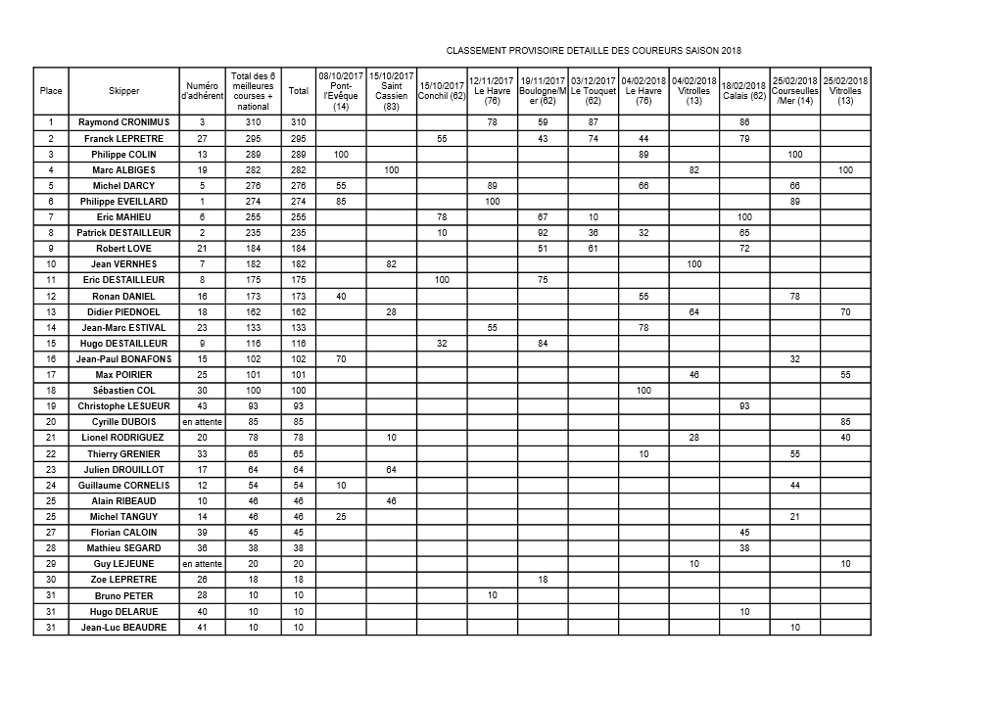 CLASSEMENT PROVISOIRE DETAILLE DES COUREURS SAISON 2018
Place Skipper Numéro d'adhérent Total des 6 meilleures courses + national Total 08/10/2017 Pont-l'Evêque (14) 15/10/2017 Saint Cassien (83) 15/10/2017 Conchil (62) 12/11/2017 Le Havre (76) 19/11/2017 Boulogne/Mer (62) 03/12/2017 Le Touquet (62) 04/02/2018 Le Havre (76) 04/02/2018 Vitrolles (13) 18/02/2018 Calais (62) 25/02/2018 Courseulles/Mer (14) 25/02/2018 Vitrolles (13)
1 Raymond CRONIMUS 3 310 310 78 59 87 86
2 Franck LEPRETRE 27 295 295 55 43 74 44 79
3 Philippe COLIN 13 289 289 100 89 100
4 Marc ALBIGES 19 282 282 100 82 100
5 Michel DARCY 5 276 276 55 89 66 66
6 Philippe EVEILLARD 1 274 274 85 100 89
7 Eric MAHIEU 6 255 255 78 67 10 100
8 Patrick DESTAILLEUR 2 235 235 10 92 36 32 65
9 Robert LOVE 21 184 184 51 61 72
10 Jean VERNHES 7 182 182 82 100
11 Eric DESTAILLEUR 8 175 175 100 75
12 Ronan DANIEL 16 173 173 40 55 78
13 Didier PIEDNOEL 18 162 162 28 64 70
14 Jean-Marc ESTIVAL 23 133 133 55 78
15 Hugo DESTAILLEUR 9 116 116 32 84
16 Jean-Paul BONAFONS 15 102 102 70 32
17 Max POIRIER 25 101 101 46 55
18 Sébastien COL 30 100 100 100
19 Christophe LESUEUR 43 93 93 93
20 Cyrille DUBOIS en attente 85 85 85
21 Lionel RODRIGUEZ 20 78 78 10 28 40
22 Thierry GRENIER 33 65 65 10 55
23 Julien DROUILLOT 17 64 64 64
24 Guillaume CORNELIS 12 54 54 10 44
25 Alain RIBEAUD 10 46 46 46
25 Michel TANGUY 14 46 46 25 21
27 Florian CALOIN 39 45 45 45
28 Mathieu SEGARD 36 38 38 38
29 Guy LEJEUNE en attente 20 20 10 10
30 Zoe LEPRETRE 26 18 18 18
31 Bruno PETER 28 10 10 10
31 Hugo DELARUE 40 10 10 10
31 Jean-Luc BEAUDRE 41 10 10 10